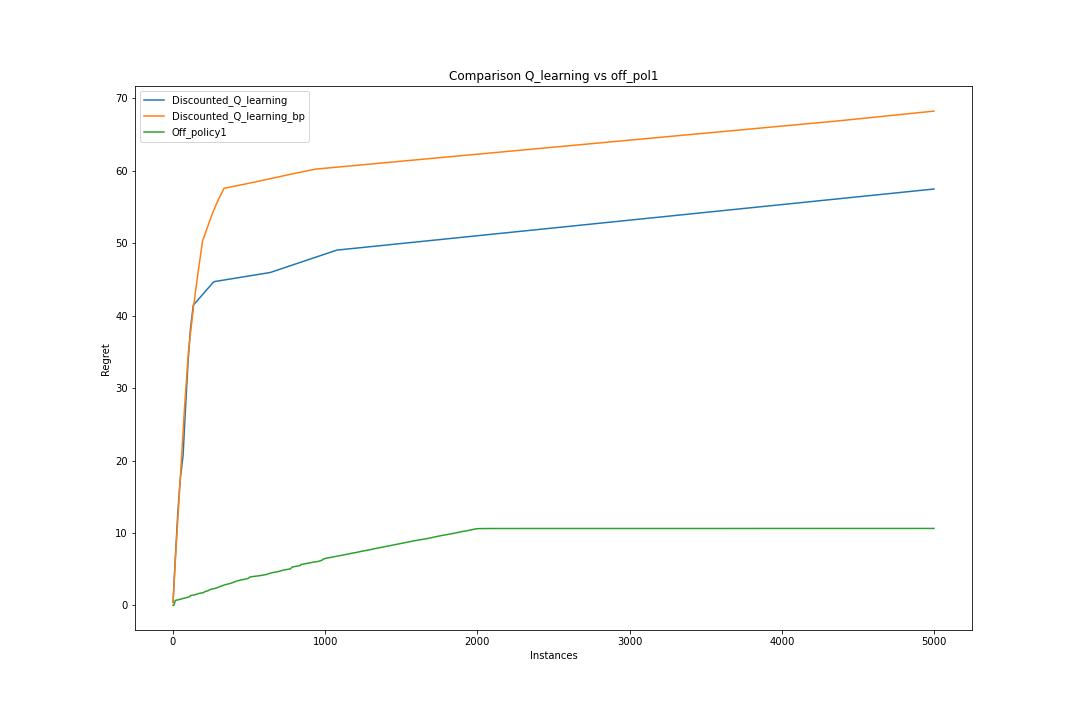 Comparison Q_learning vs off_pol1
Discounted_Q_learning
Discounted_Q_learning_bp
Off_policy1
70
60
50
40
30
20
10
0
Regret
0 1000 2000 3000 4000 5000
Instances